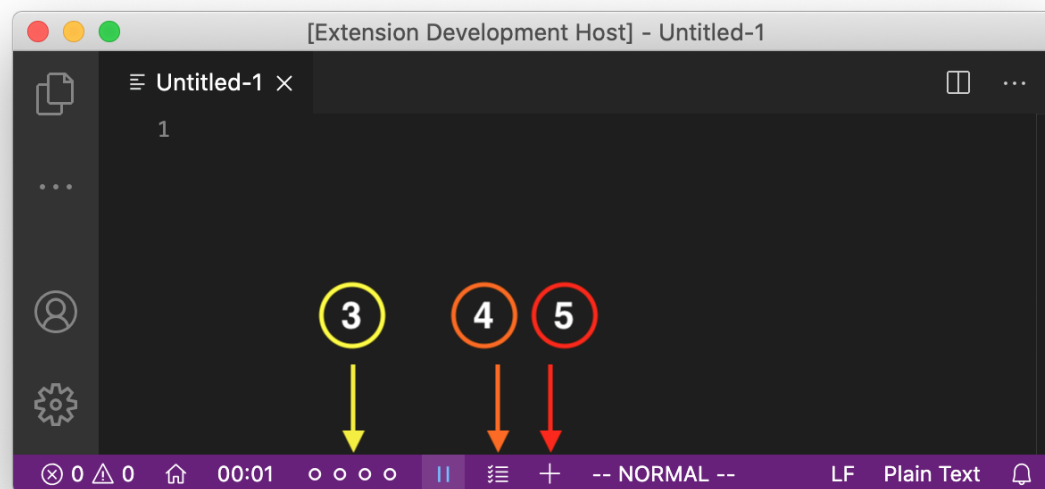 [Extension Development Host] - Untitled-1
Untitled-1
1
3 4 5
0 0 00:01 -- NORMAL -- LF Plain Text